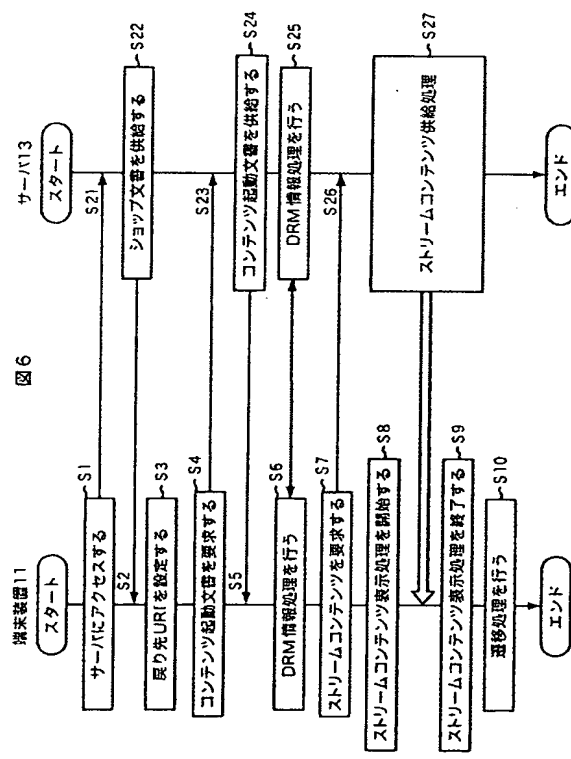 図6
端末装置11
スタート
サーバにアクセスする
S1
S2
戻り先URIを設定する
S3
コンテンツ起動文書を要求する
S4
S5
DRM情報処理を行う
S6
ストリームコンテンツを要求する
S7
ストリームコンテンツ表示処理を開始する
S8
ストリームコンテンツ表示処理を終了する
S9
遷移処理を行う
S10
エンド
サーバ13
スタート
S21
ショップ文書を供給する
S22
S23
コンテンツ起動文書を供給する
S24
DRM情報処理を行う
S25
S26
ストリームコンテンツ供給処理
S27
エンド